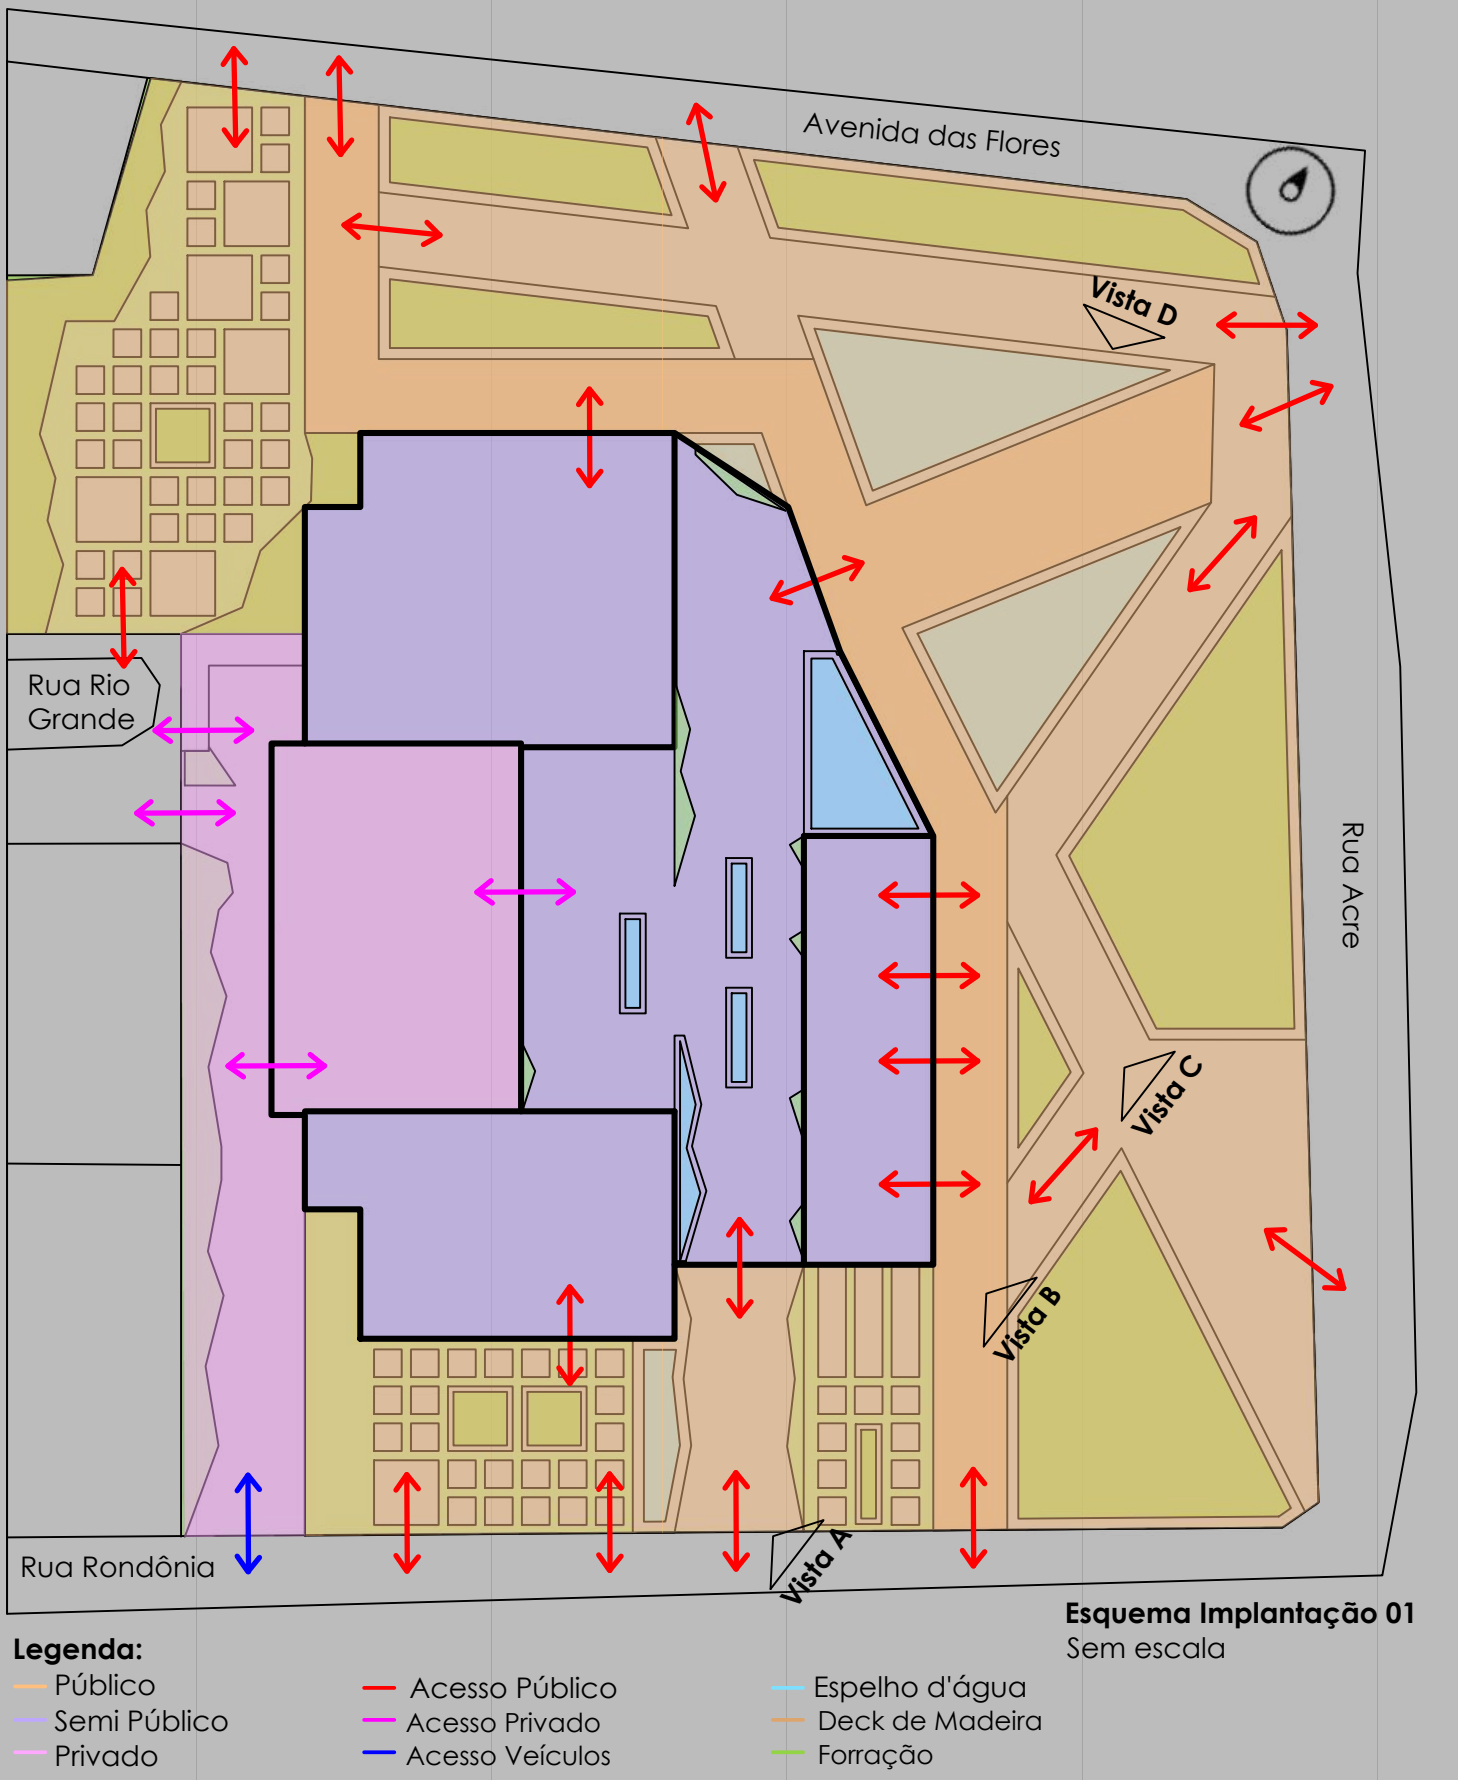 Avenida das Flores
Vista D
Rua Rio
Grande
Rua Acre
Vista C
Vista B
Vista A
Rua Rondônia
Esquema Implantação 01
Sem escala
Legenda:
Público
Semi Público
Privado
Acesso Público
Acesso Privado
Acesso Veículos
Espelho d'água
Deck de Madeira
Forração